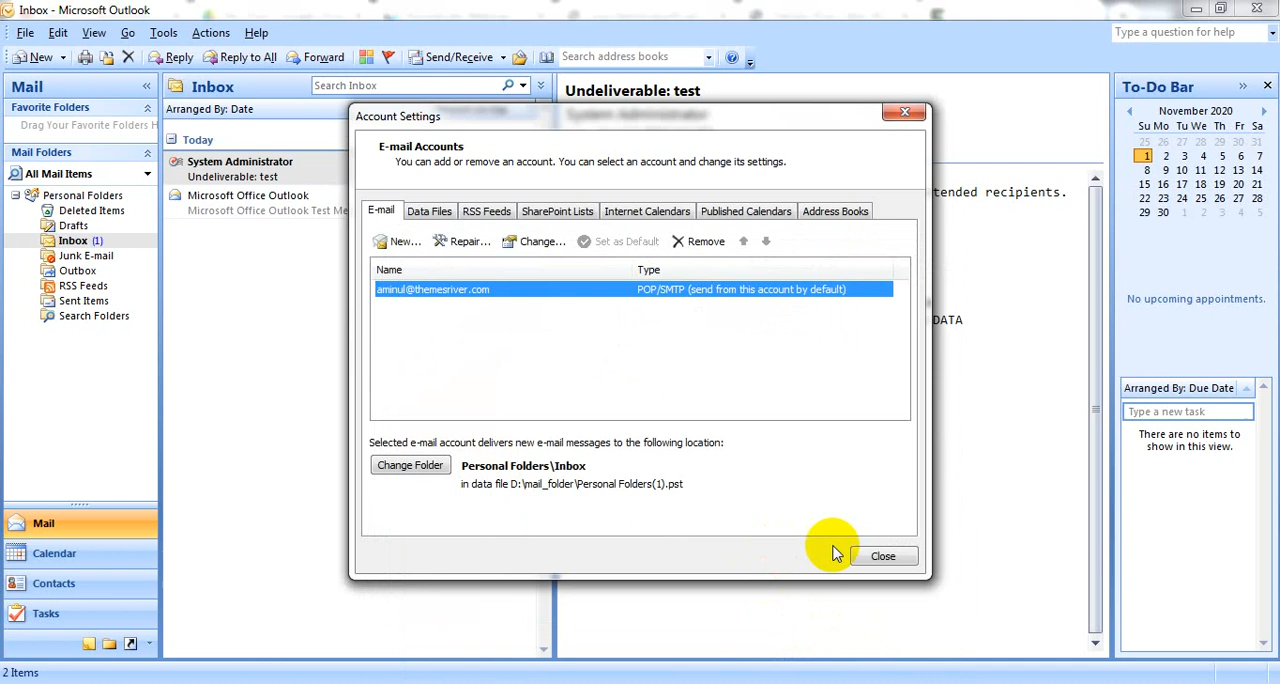 Inbox - Microsoft Outlook
File Edit View Go Tools Actions Help
Type a question for help
New Reply Reply to All Forward Send/Receive Search address books
Mail
Favorite Folders
Drag Your Favorite Folders H
Mail Folders
All Mail Items
Personal Folders
Deleted Items
Drafts
Inbox (1)
Junk E-mail
Outbox
RSS Feeds
Sent Items
Search Folders
Mail
Calendar
Contacts
Tasks
Inbox
Search Inbox
Arranged By: Date
Today
System Administrator
Undeliverable: test
Microsoft Office Outlook
Microsoft Office Outlook Test Me
Undeliverable: test
System Administrator
tended recipients.
DATA
Account Settings
E-mail Accounts
You can add or remove an account. You can select an account and change its settings.
E-mail Data Files RSS Feeds SharePoint Lists Internet Calendars Published Calendars Address Books
New... Repair... Change... Set as Default Remove
Name Type
aminul@themesriver.com POP/SMTP (send from this account by default)
Selected e-mail account delivers new e-mail messages to the following location:
Change Folder Personal Folders\Inbox
in data file D:\mail_folder\Personal Folders(1).pst
Close
To-Do Bar
November 2020
Su Mo Tu We Th Fr Sa
25 26 27 28 29 30 31
1 2 3 4 5 6 7
8 9 10 11 12 13 14
15 16 17 18 19 20 21
22 23 24 25 26 27 28
29 30
No upcoming appointments.
Arranged By: Due Date
Type a new task
There are no items to
show in this view.
2 Items